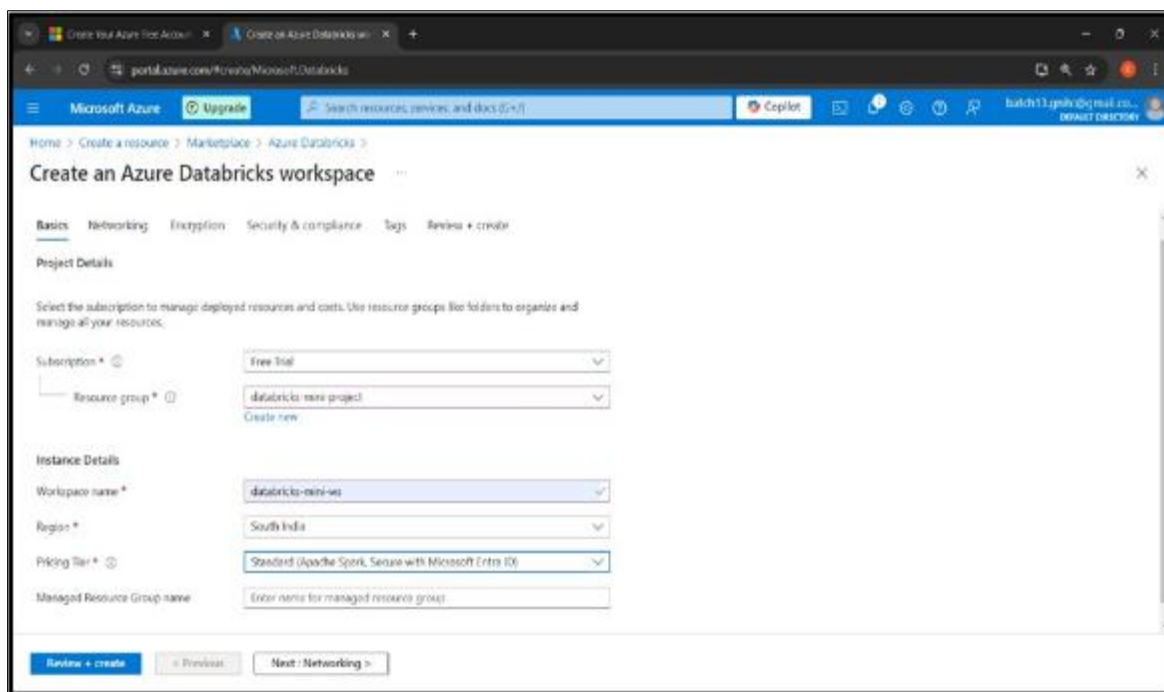 Create Your Azure Free Accoun
Create an Azure Databricks wo
portal.azure.com/#create/Microsoft.Databricks
Microsoft Azure
Upgrade
Search resources, services, and docs (G+/)
Copilot
DEFAULT DIRECTORY
Home > Create a resource > Marketplace > Azure Databricks >
Create an Azure Databricks workspace
Basics Networking Encryption Security & compliance Tags Review + create
Project Details
Select the subscription to manage deployed resources and costs. Use resource groups like folders to organize and
manage all your resources.
Subscription *
Free Trial
Resource group *
databricks-mini-project
Create new
Instance Details
Workspace name *
databricks-mini-ws
Region *
South India
Pricing Tier *
Standard (Apache Spark, Secure with Microsoft Entra ID)
Managed Resource Group name
Enter name for managed resource group
Review + create
< Previous
Next : Networking >